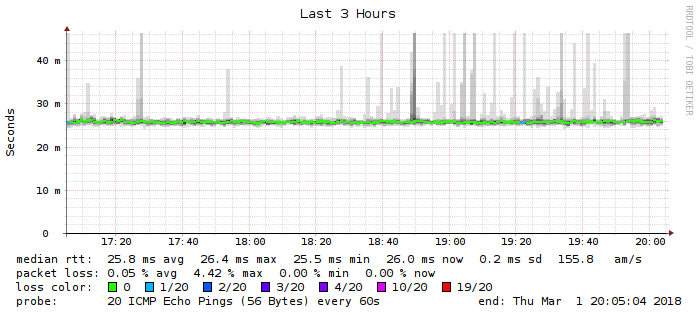 Last 3 Hours
RRDTOOL / TOBI OETIKER
Seconds
40 m
30 m
20 m
10 m
0
17:20 17:40 18:00 18:20 18:40 19:00 19:20 19:40 20:00
median rtt: 25.8 ms avg 26.4 ms max 25.5 ms min 26.0 ms now 0.2 ms sd 155.8 am/s
packet loss: 0.05 % avg 4.42 % max 0.00 % min 0.00 % now
loss color: 0 1/20 2/20 3/20 4/20 10/20 19/20
probe: 20 ICMP Echo Pings (56 Bytes) every 60s end: Thu Mar 1 20:05:04 2018